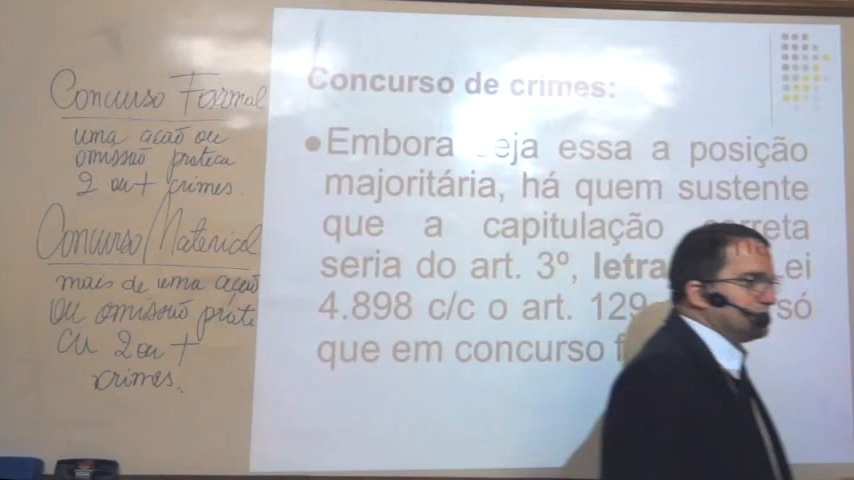 Concurso Formal
uma ação ou
omissão pratica
2 ou + crimes.
Concurso Material
mais de uma ação
ou omissão prati
ca 2 ou +
crimes.
Concurso de crimes:
Embora seja essa a posição
majoritária, há quem sustente
que a capitulação correta
seria do art. 3º, letra
4.898 c/c o art. 129 só
que em concurso